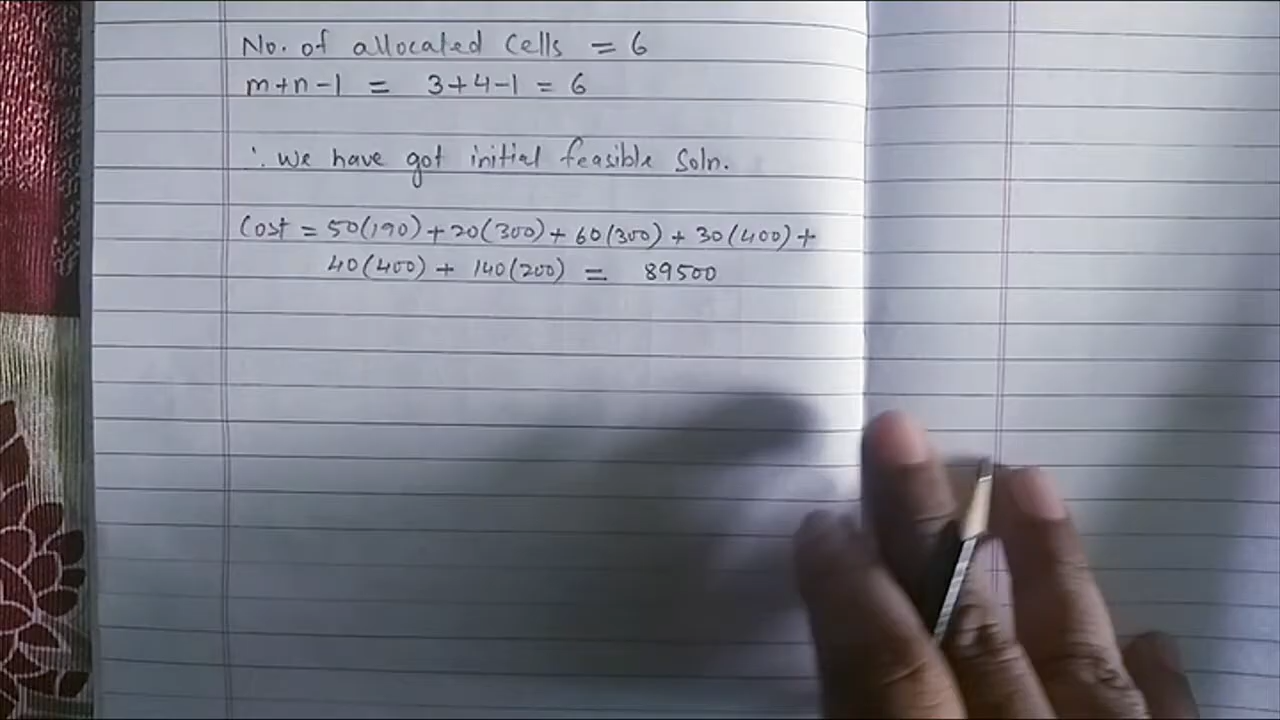 No. of allocated Cells = 6
m+n-1 = 3+4-1 = 6
∴ we have got initial feasible Soln.
Cost = 50(190) + 20(300) + 60(300) + 30(400) +
40(400) + 140(200) = 89500